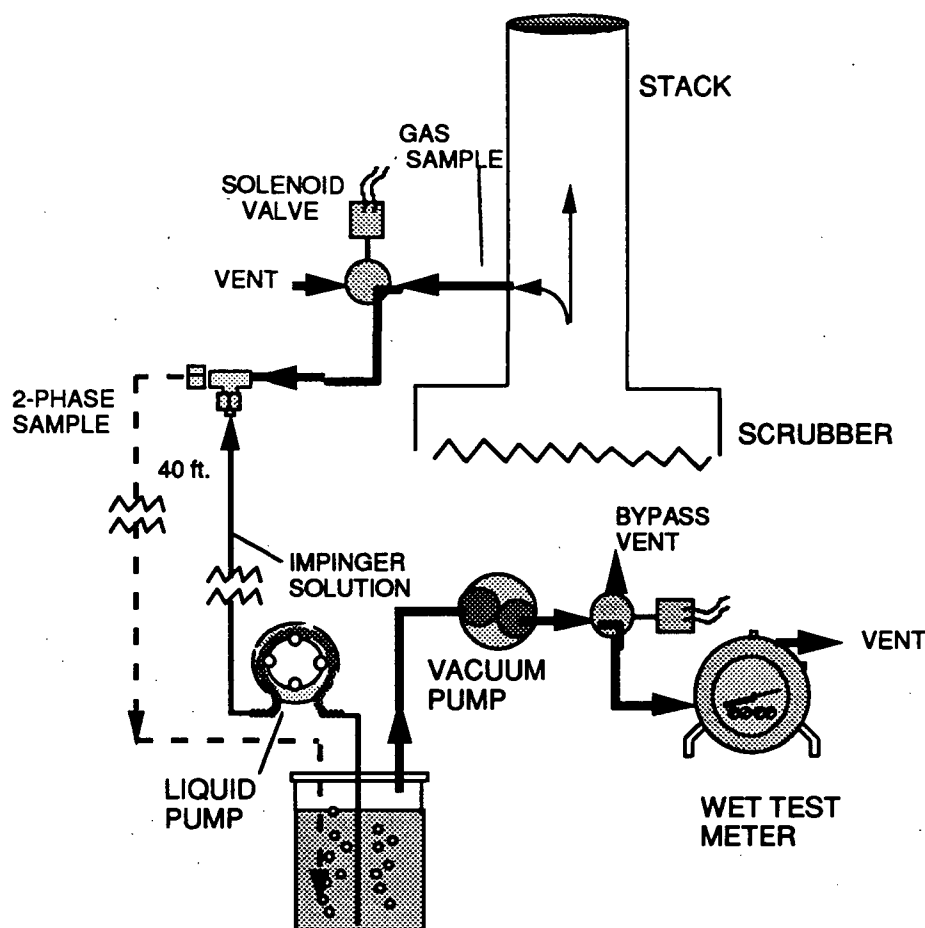 STACK
GAS
SAMPLE
SOLENOID
VALVE
VENT
2-PHASE
SAMPLE
SCRUBBER
40 ft.
BYPASS
VENT
IMPINGER
SOLUTION
VENT
VACUUM
PUMP
LIQUID
PUMP
WET TEST
METER